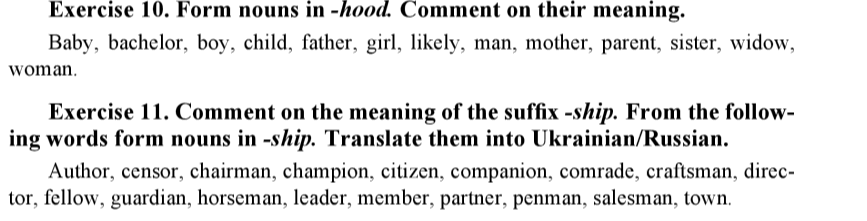 Exercise 10. Form nouns in -hood. Comment on their meaning.
Baby, bachelor, boy, child, father, girl, likely, man, mother, parent, sister, widow,
woman.
Exercise 11. Comment on the meaning of the suffix -ship. From the follow-
ing words form nouns in -ship. Translate them into Ukrainian/Russian.
Author, censor, chairman, champion, citizen, companion, comrade, craftsman, direc-
tor, fellow, guardian, horseman, leader, member, partner, penman, salesman, town.